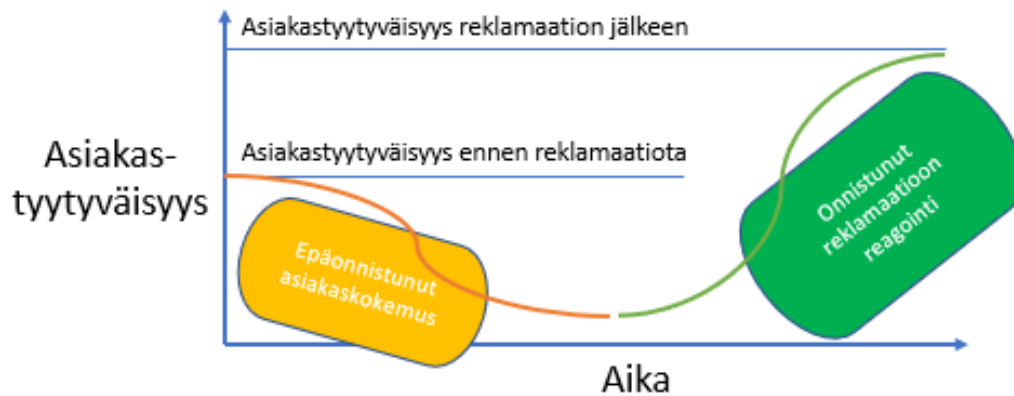 Asiakastyytyväisyys reklamaation jälkeen
Asiakastyytyväisyys ennen reklamaatiota
Asiakas-
tyytyväisyys
Epäonnistunut
asiakaskokemus
Onnistunut
reklamaatioon
reagointi
Aika